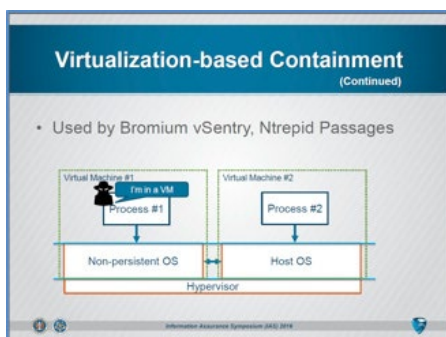 Virtualization-based Containment
(Continued)
• Used by Bromium vSentry, Ntrepid Passages
Virtual Machine #1
Virtual Machine #2
I'm in a VM
Process #1
Process #2
Non-persistent OS
Host OS
Hypervisor
Information Assurance Symposium (IAS) 2016